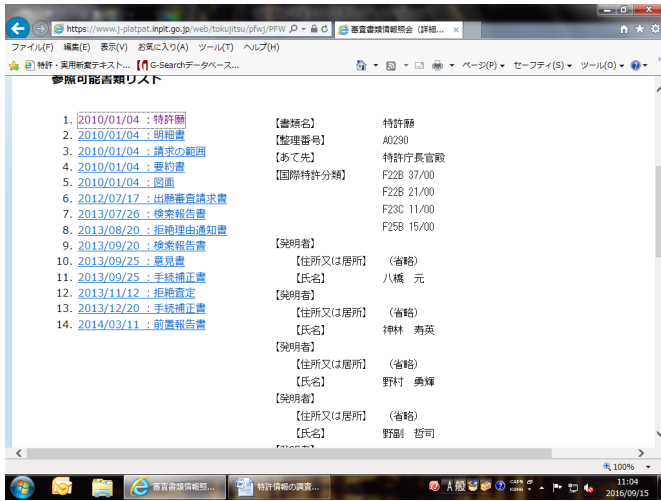 https://www.j-platpat.inpit.go.jp/web/tokujitsu/pfwj/PFW
審査書類情報照会（詳細...
ファイル(F) 編集(E) 表示(V) お気に入り(A) ツール(T) ヘルプ(H)
特許・実用新案テキスト... G-Searchデータベース...
ページ(P) セーフティ(S) ツール(O)
参照可能書類リスト
1. 2010/01/04 ：特許願
2. 2010/01/04 ：明細書
3. 2010/01/04 ：請求の範囲
4. 2010/01/04 ：要約書
5. 2010/01/04 ：図面
6. 2012/07/17 ：出願審査請求書
7. 2013/07/26 ：検索報告書
8. 2013/08/20 ：拒絶理由通知書
9. 2013/09/20 ：検索報告書
10. 2013/09/25 ：意見書
11. 2013/09/25 ：手続補正書
12. 2013/11/12 ：拒絶査定
13. 2013/12/20 ：手続補正書
14. 2014/03/11 ：前置報告書
【書類名】 特許願
【整理番号】 A0290
【あて先】 特許庁長官殿
【国際特許分類】 F22B 37/00
F22B 21/00
F23C 11/00
F25B 15/00
【発明者】
【住所又は居所】 （省略）
【氏名】 八橋 元
【発明者】
【住所又は居所】 （省略）
【氏名】 神林 寿英
【発明者】
【住所又は居所】 （省略）
【氏名】 野村 勇輝
【発明者】
【住所又は居所】 （省略）
【氏名】 野副 哲司
100%
審査書類情報照...
特許情報の調査...
A 般
CAPS
KANA
11:04
2016/09/15